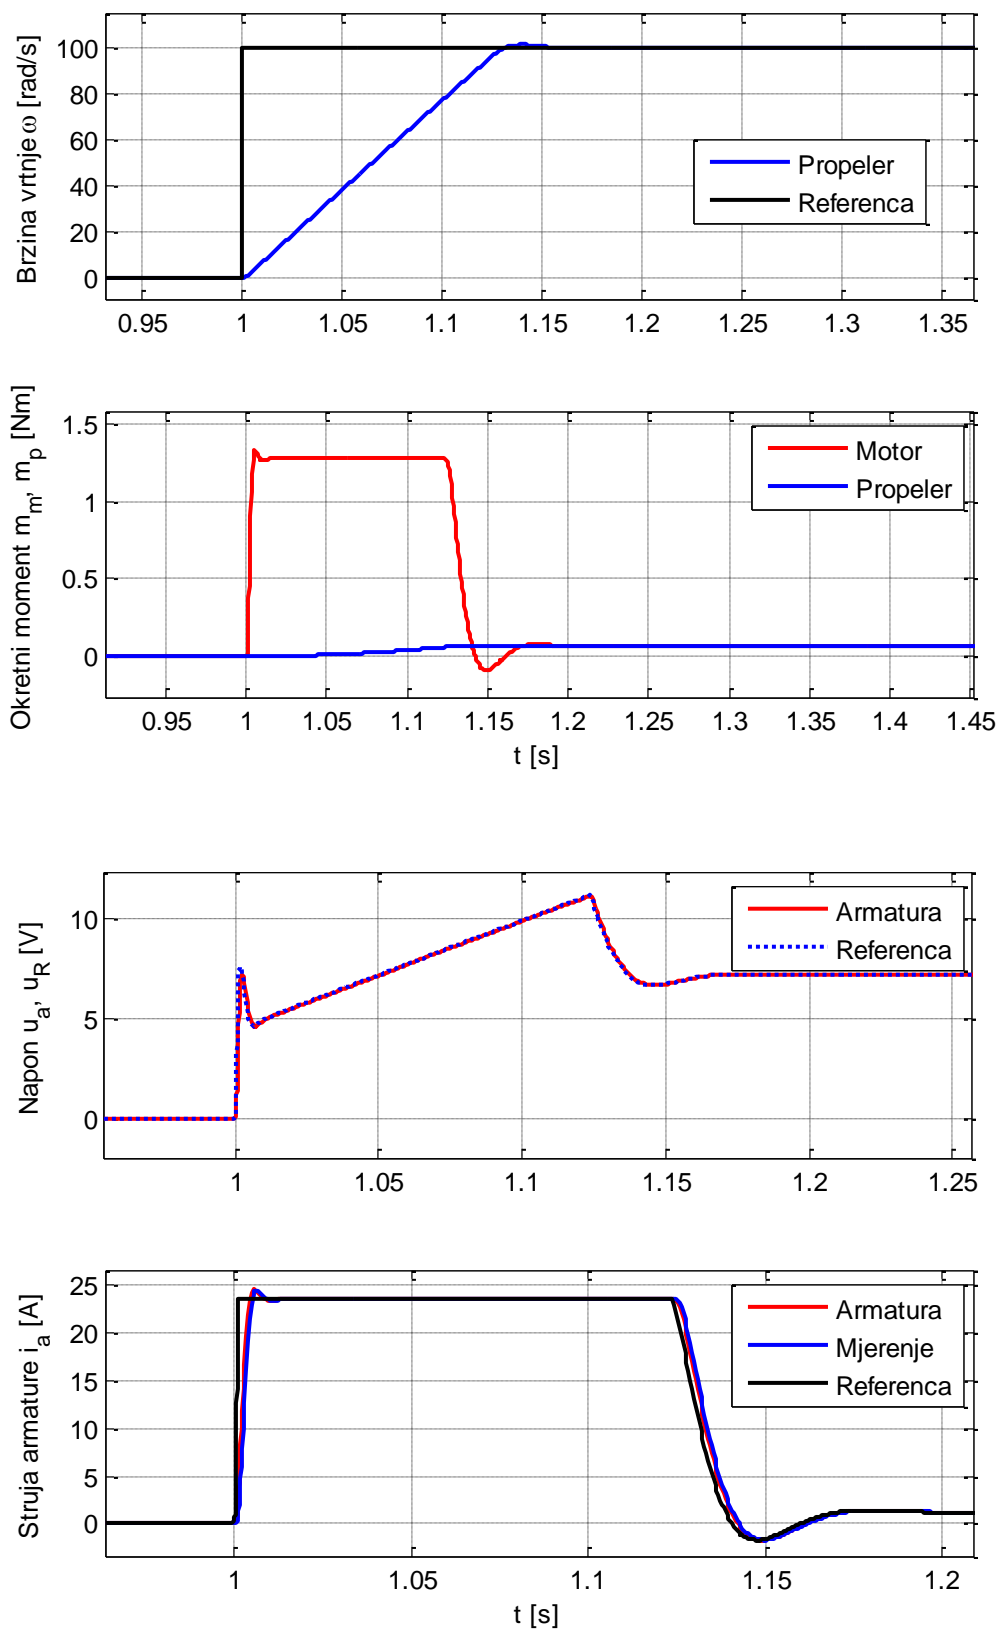 Brzina vrtnje ω [rad/s]
100
80
60
40
20
0
Propeler
Referenca
0.95 1 1.05 1.1 1.15 1.2 1.25 1.3 1.35
Okretni moment m_m, m_p [Nm]
1.5
1
0.5
0
Motor
Propeler
0.95 1 1.05 1.1 1.15 1.2 1.25 1.3 1.35 1.4 1.45
t [s]
Napon u_a, u_R [V]
10
5
0
Armatura
Referenca
1 1.05 1.1 1.15 1.2 1.25
Struja armature i_a [A]
25
20
15
10
5
0
Armatura
Mjerenje
Referenca
1 1.05 1.1 1.15 1.2
t [s]